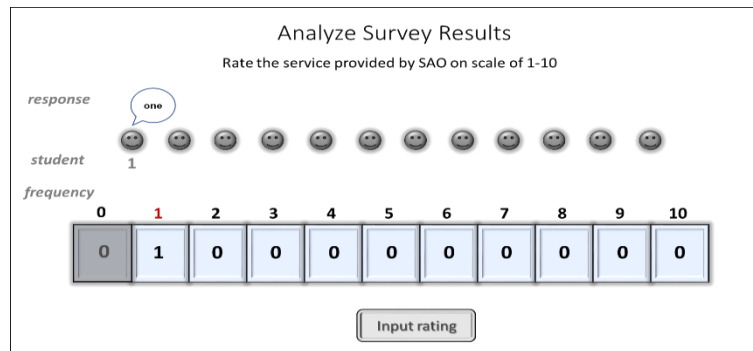 Analyze Survey Results
Rate the service provided by SAO on scale of 1-10
response
one
student
1
frequency
0 1 2 3 4 5 6 7 8 9 10
0 1 0 0 0 0 0 0 0 0 0
Input rating